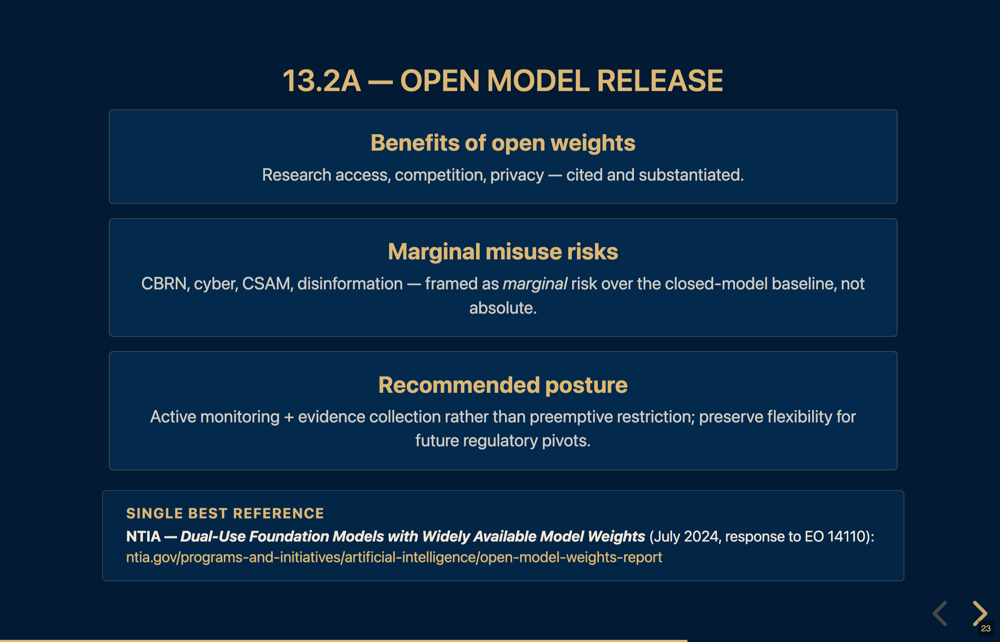 13.2A — OPEN MODEL RELEASE
Benefits of open weights
Research access, competition, privacy — cited and substantiated.
Marginal misuse risks
CBRN, cyber, CSAM, disinformation — framed as marginal risk over the closed-model baseline, not
absolute.
Recommended posture
Active monitoring + evidence collection rather than preemptive restriction; preserve flexibility for
future regulatory pivots.
SINGLE BEST REFERENCE
NTIA — Dual-Use Foundation Models with Widely Available Model Weights (July 2024, response to EO 14110):
ntia.gov/programs-and-initiatives/artificial-intelligence/open-model-weights-report
23